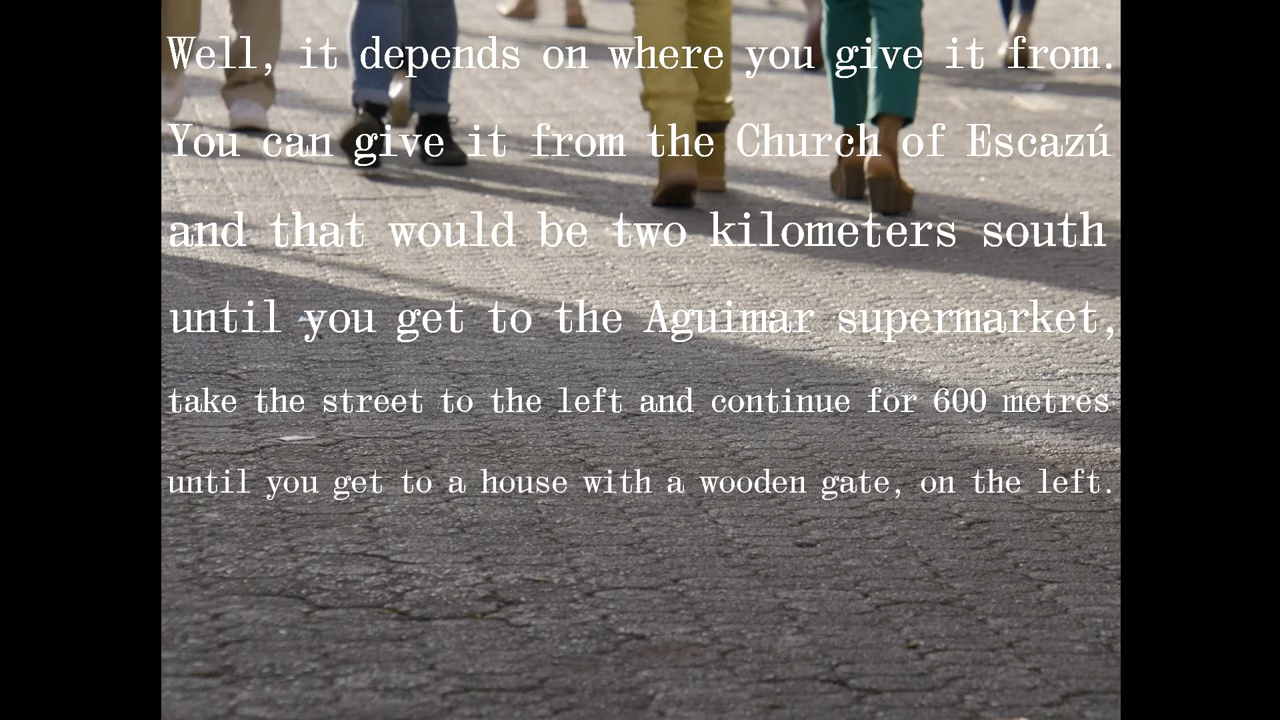 Well, it depends on where you give it from.
You can give it from the Church of Escazú
and that would be two kilometers south
until you get to the Aguimar supermarket,
take the street to the left and continue for 600 metres
until you get to a house with a wooden gate, on the left.